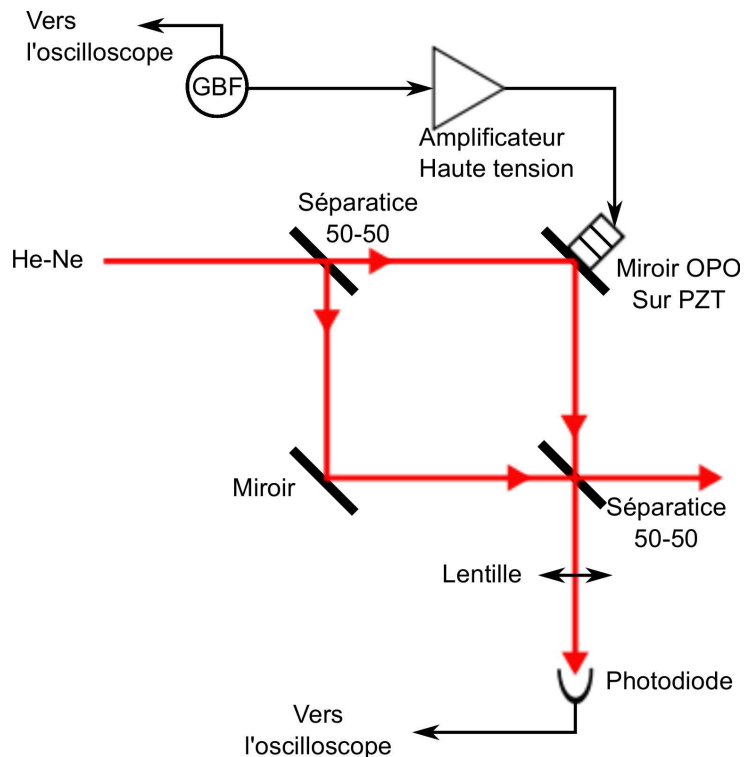 Vers
l'oscilloscope
GBF
Amplificateur
Haute tension
Séparatice
50-50
He-Ne
Miroir OPO
Sur PZT
Miroir
Séparatice
50-50
Lentille
Photodiode
Vers
l'oscilloscope